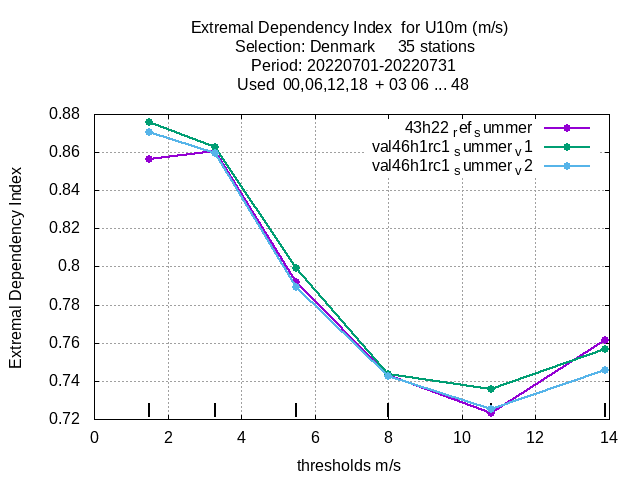 Extremal Dependency Index  for U10m (m/s)
Selection: Denmark     35 stations
Period: 20220701-20220731
Used  00,06,12,18  + 03 06 ... 48
43h22 ref summer
val46h1rc1 summer v1
val46h1rc1 summer v2
Extremal Dependency Index
0.88
0.86
0.84
0.82
0.8
0.78
0.76
0.74
0.72
0 2 4 6 8 10 12 14
thresholds m/s